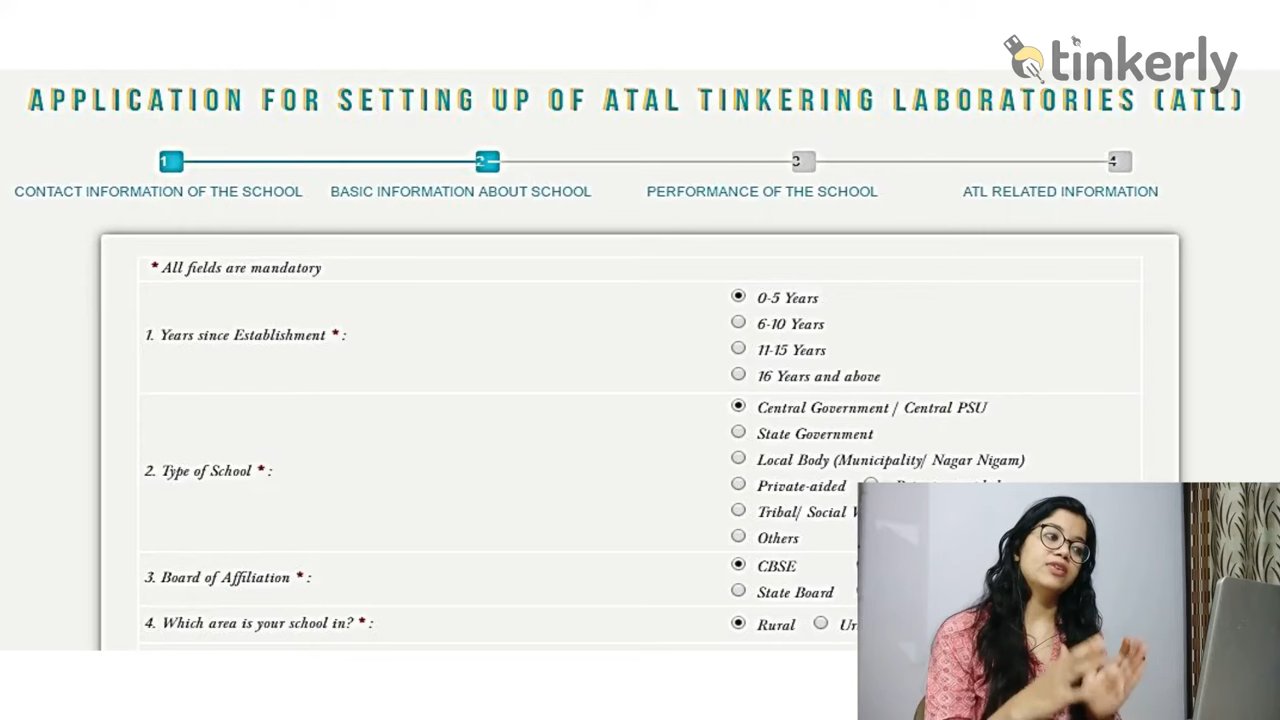 tinkerly
APPLICATION FOR SETTING UP OF ATAL TINKERING LABORATORIES (ATL)
1 2 3 4
CONTACT INFORMATION OF THE SCHOOL BASIC INFORMATION ABOUT SCHOOL PERFORMANCE OF THE SCHOOL ATL RELATED INFORMATION
* All fields are mandatory
1. Years since Establishment * :
0-5 Years
6-10 Years
11-15 Years
16 Years and above
2. Type of School * :
Central Government / Central PSU
State Government
Local Body (Municipality/ Nagar Nigam)
Private-aided
Tribal/ Social
Others
3. Board of Affiliation * :
CBSE
State Board
4. Which area is your school in? * :
Rural